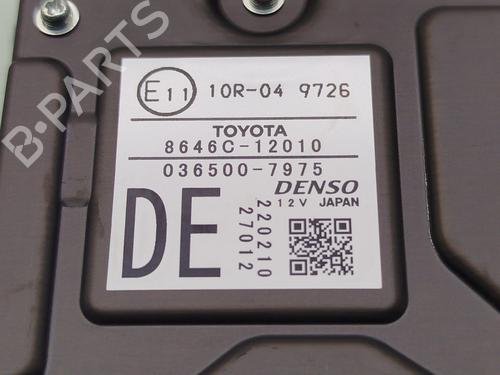 B-PARTS
E11 10R-04 9726
TOYOTA
8646C-12010
036500-7975
DE
DENSO
12V JAPAN
220210
27012